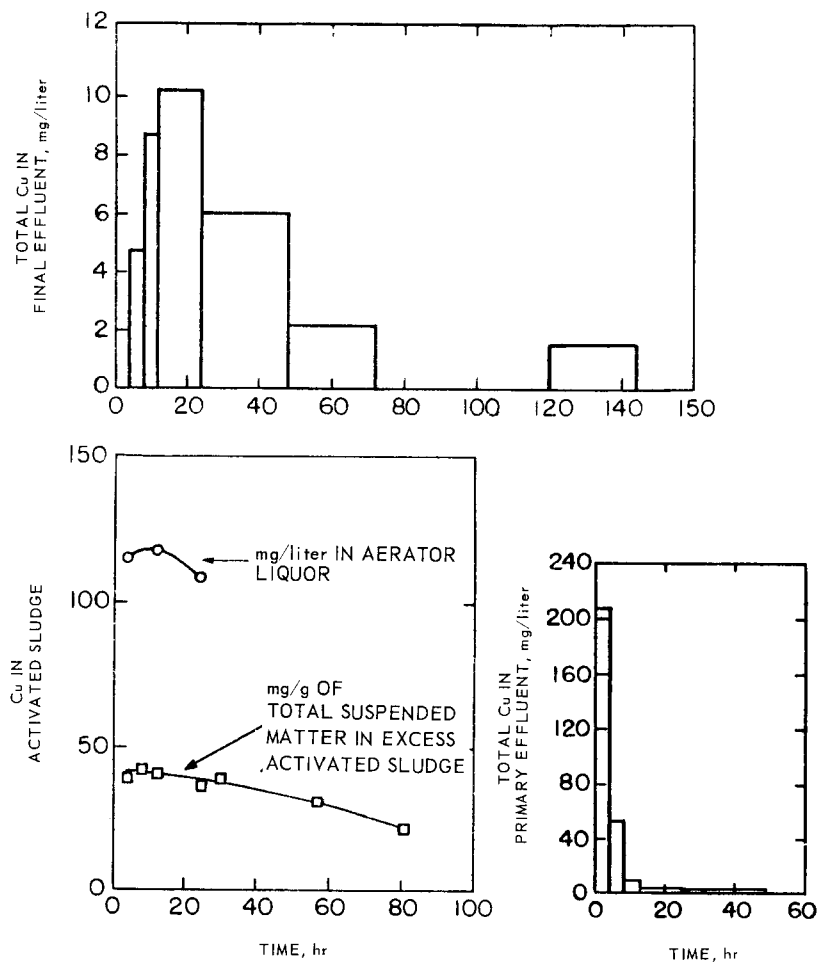 TOTAL Cu IN
FINAL EFFLUENT, mg/liter
12
10
8
6
4
2
0
0 20 40 60 80 100 120 140 150
Cu IN
ACTIVATED SLUDGE
150
100
50
0
mg/liter IN AERATOR
LIQUOR
mg/g OF
TOTAL SUSPENDED
MATTER IN EXCESS
ACTIVATED SLUDGE
0 20 40 60 80 100
TIME, hr
TOTAL Cu IN
PRIMARY EFFLUENT, mg/liter
240
200
160
120
80
40
0
0 20 40 60
TIME, hr